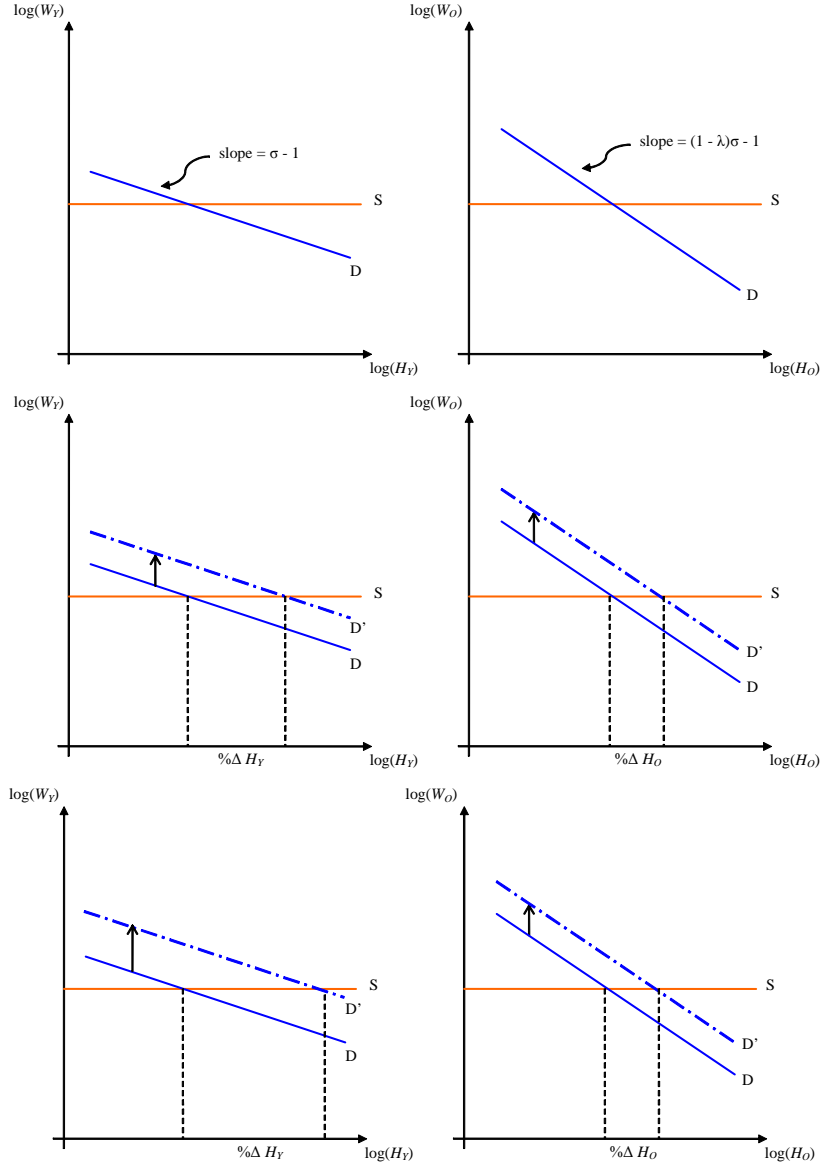 log(W_Y)
log(W_O)
slope = σ - 1
slope = (1 - λ)σ - 1
S
S
D
D
log(H_Y)
log(H_O)
log(W_Y)
log(W_O)
S
S
D’
D
D’
D
%Δ H_Y
log(H_Y)
%Δ H_O
log(H_O)
log(W_Y)
log(W_O)
S
S
D’
D
D’
D
%Δ H_Y
log(H_Y)
%Δ H_O
log(H_O)